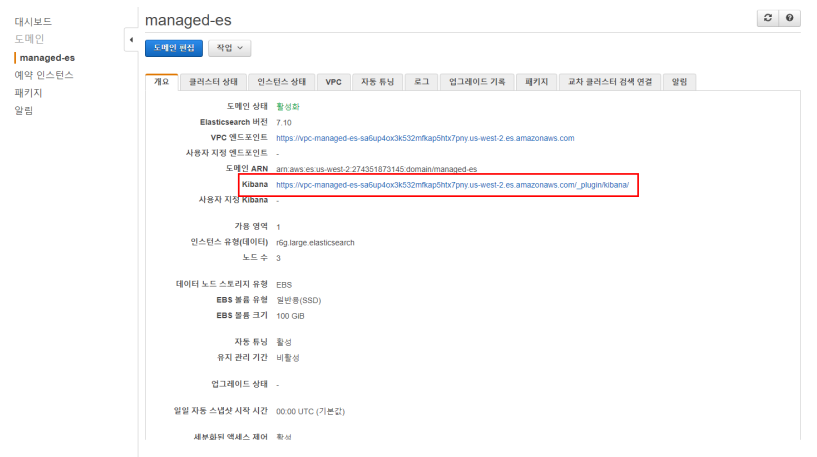 대시보드
도메인
managed-es
예약 인스턴스
패키지
알림
managed-es
도메인 편집 작업
개요 클러스터 상태 인스턴스 상태 VPC 자동 튜닝 로그 업그레이드 기록 패키지 교차 클러스터 검색 연결 알림
도메인 상태 활성화
Elasticsearch 버전 7.10
VPC 엔드포인트 https://vpc-managed-es-sa6up4ox3k532mfkap5htx7pny.us-west-2.es.amazonaws.com
사용자 지정 엔드포인트 -
도메인 ARN arn:aws:es:us-west-2:274351873145:domain/managed-es
Kibana https://vpc-managed-es-sa6up4ox3k532mfkap5htx7pny.us-west-2.es.amazonaws.com/_plugin/kibana/
사용자 지정 Kibana -
가용 영역 1
인스턴스 유형(데이터) r6g.large.elasticsearch
노드 수 3
데이터 노드 스토리지 유형 EBS
EBS 볼륨 유형 일반용(SSD)
EBS 볼륨 크기 100 GiB
자동 튜닝 활성
유지 관리 기간 비활성
업그레이드 상태 -
일일 자동 스냅샷 시작 시간 00:00 UTC (기본값)
세분화된 액세스 제어 활성